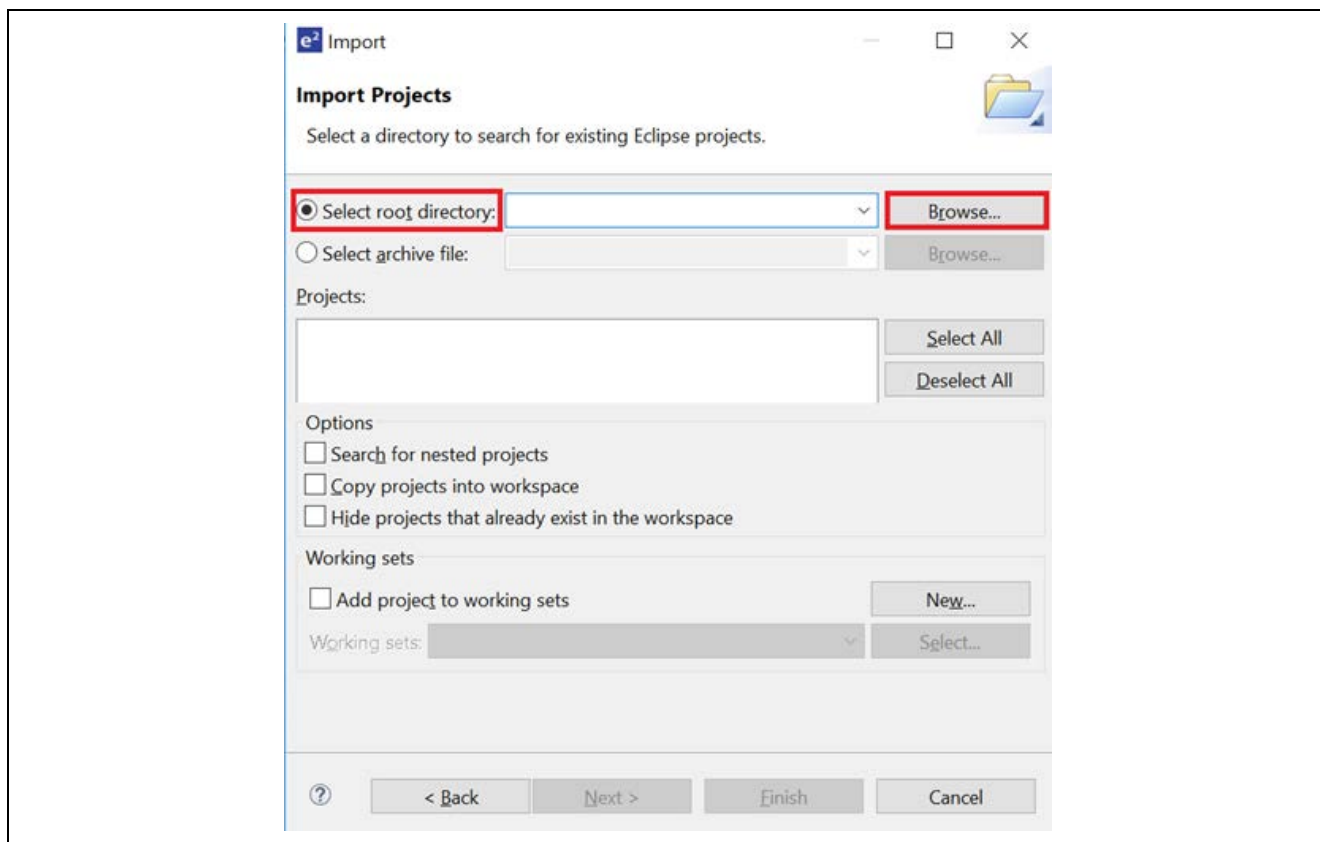 e² Import
Import Projects
Select a directory to search for existing Eclipse projects.
Select root directory: Browse...
Select archive file: Browse...
Projects:
Select All
Deselect All
Options
Search for nested projects
Copy projects into workspace
Hide projects that already exist in the workspace
Working sets
Add project to working sets New...
Working sets: Select...
? < Back Next > Finish Cancel